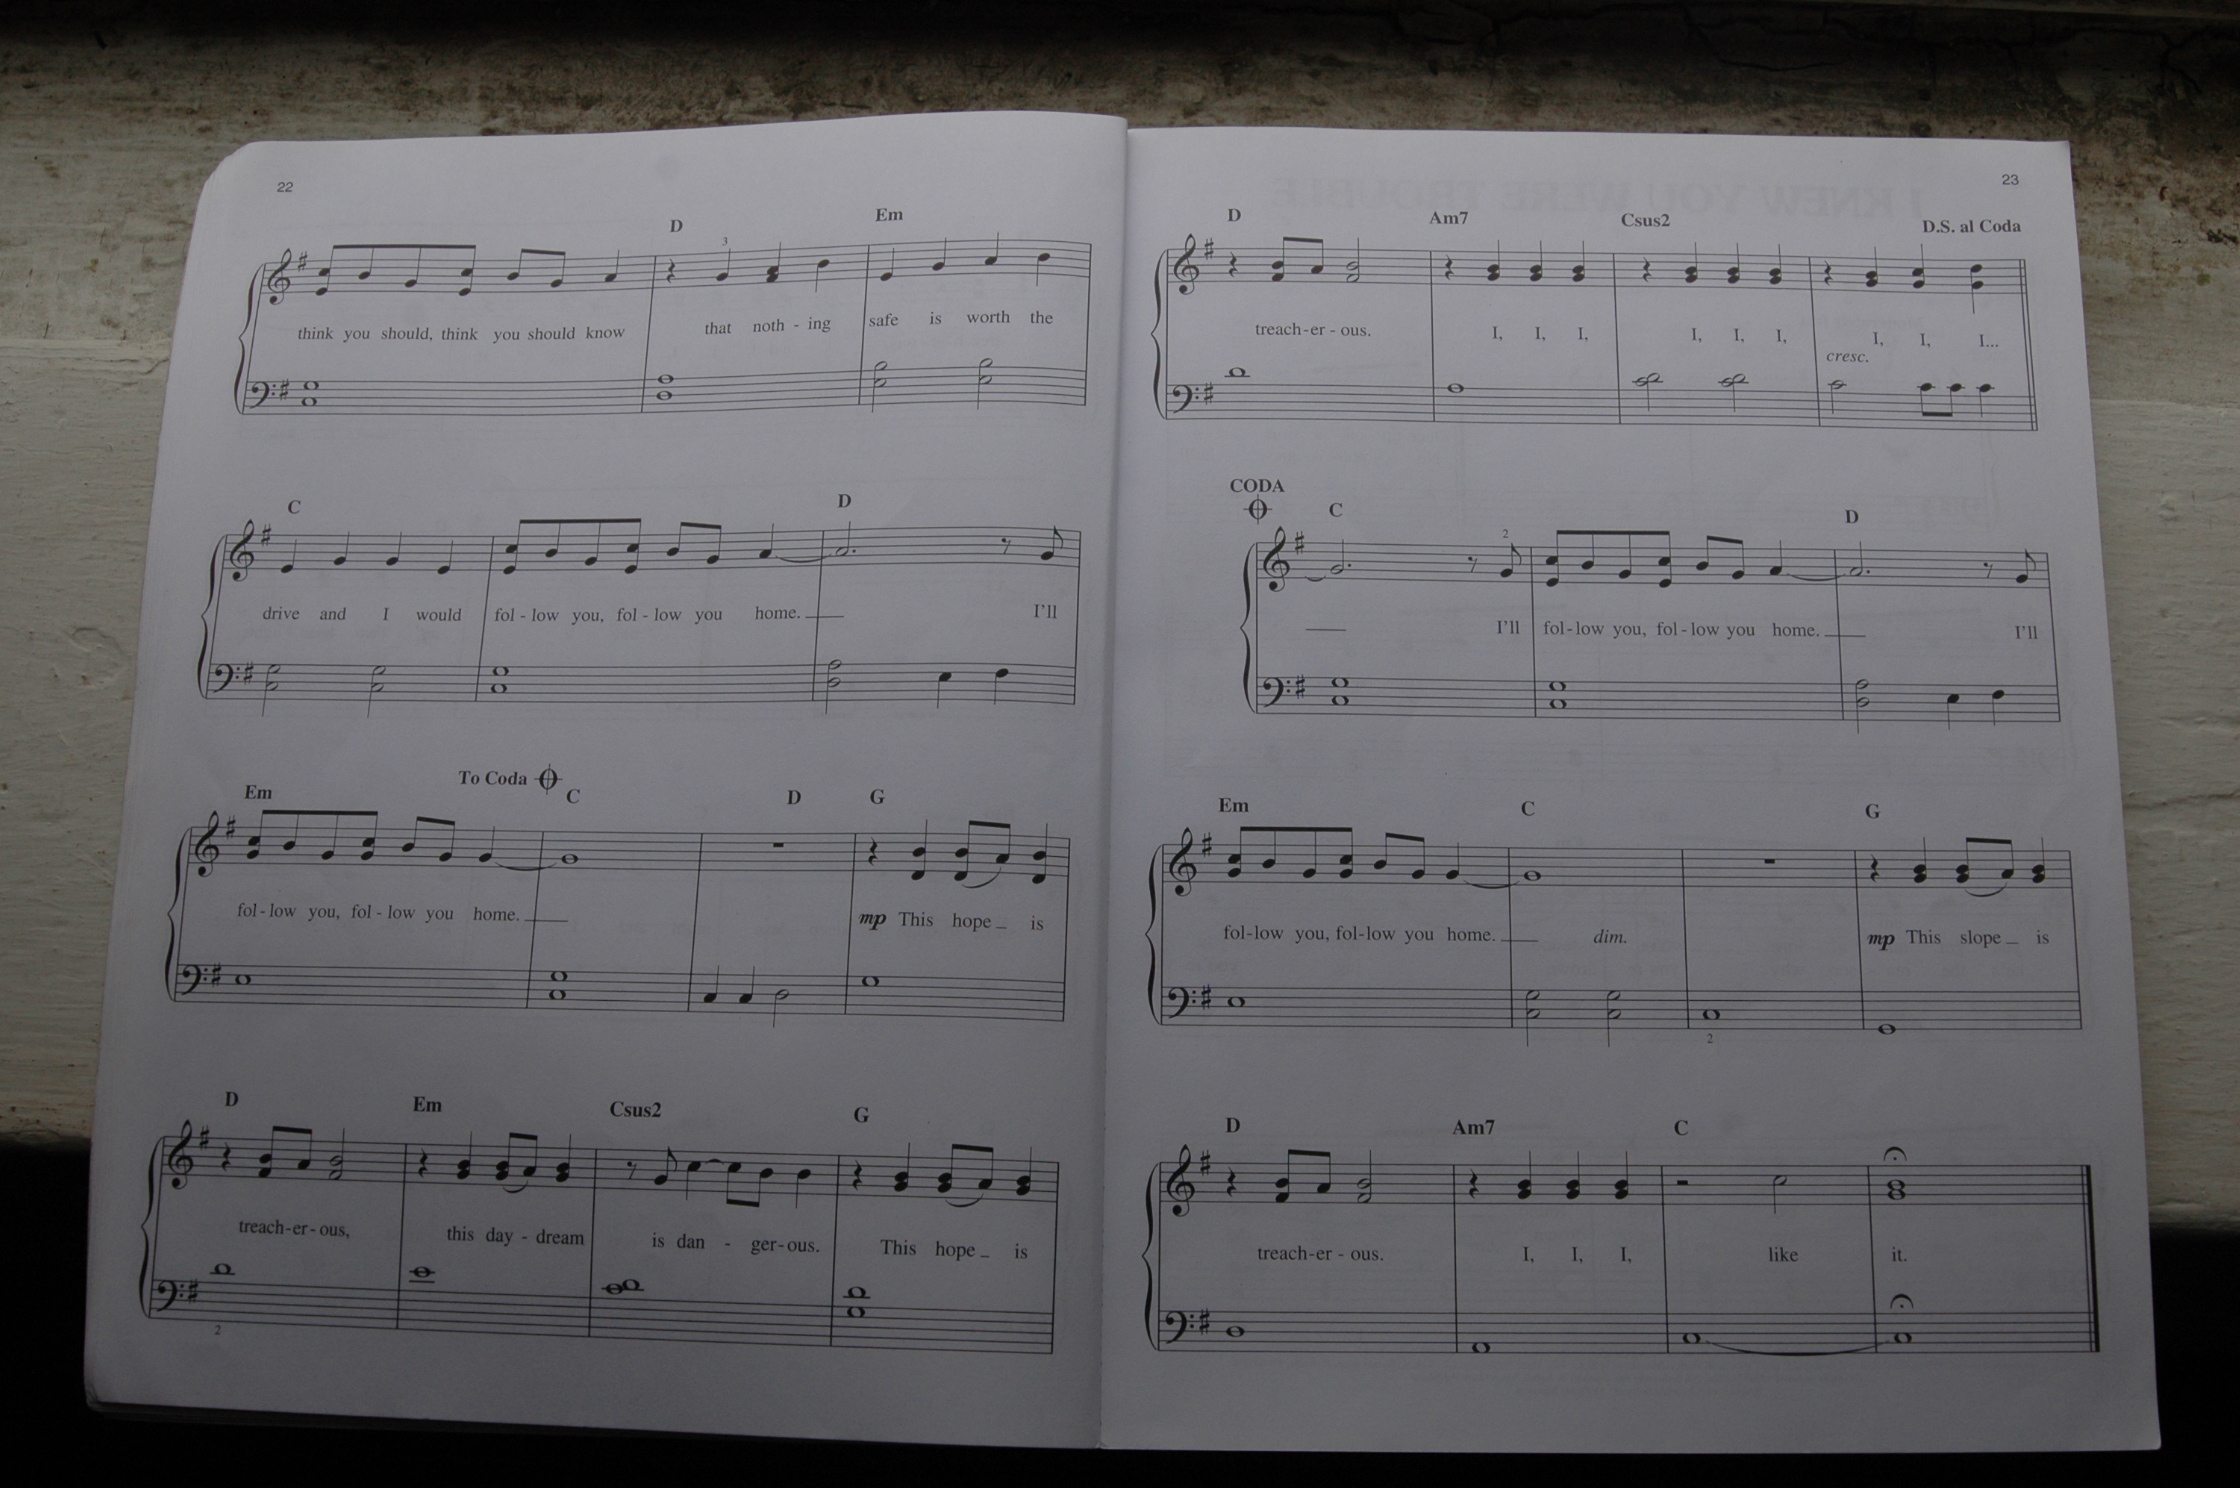 22
D Em
3
think you should, think you should know that noth - ing safe is worth the
C D
drive and I would fol - low you, fol - low you home. I'll
To Coda
Em C D G
fol - low you, fol - low you home. mp This hope is
D Em Csus2 G
treach - er - ous, this day - dream is dan - ger - ous. This hope is
2
23
I KNEW YOU WERE TROUBLE
D Am7 Csus2 D.S. al Coda
treach - er - ous. I, I, I, I, I, I, I, I, I...
cresc.
CODA
C D
2
I'll fol - low you, fol - low you home. I'll
Em C G
fol - low you, fol - low you home. dim. mp This slope is
2
D Am7 C
treach - er - ous. I, I, I, like it.